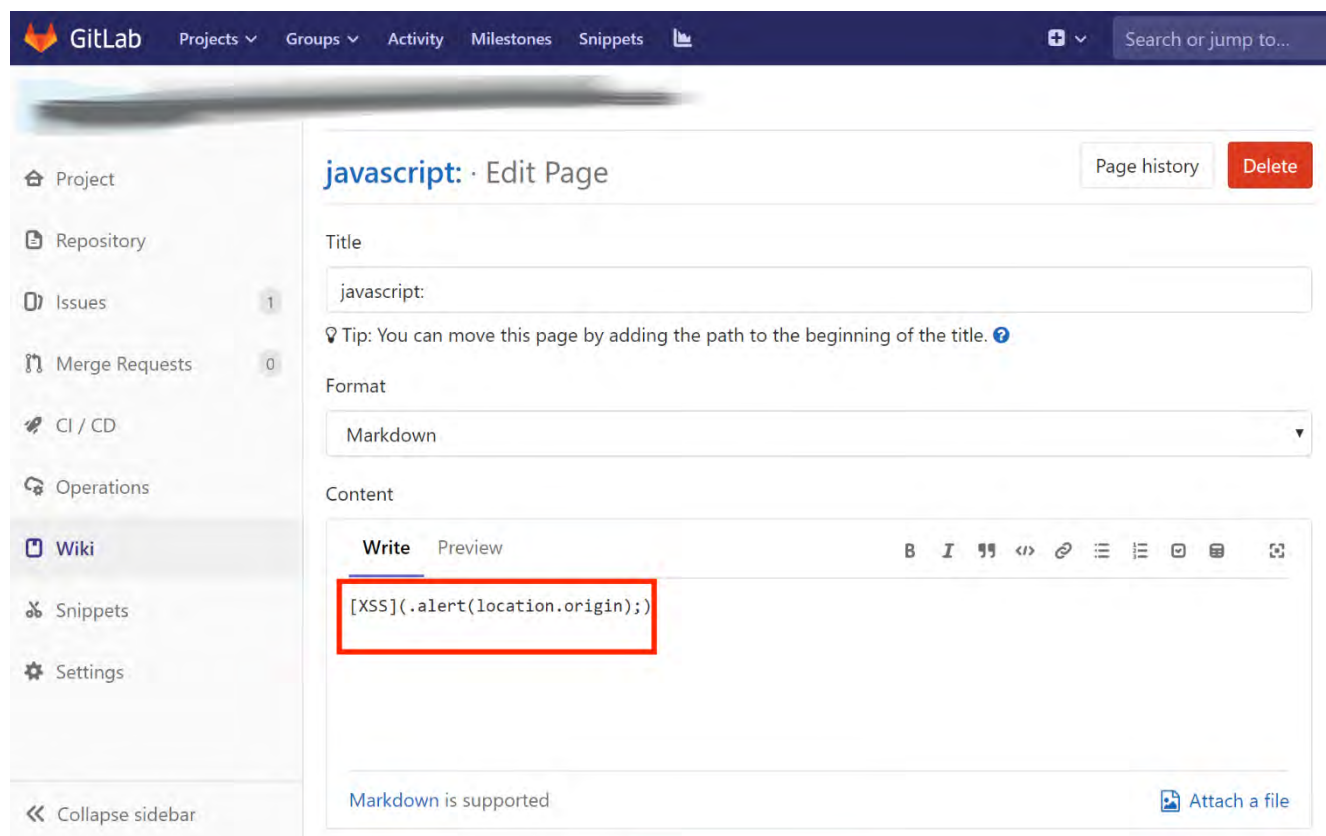 GitLab Projects Groups Activity Milestones Snippets Search or jump to...
Project
Repository
Issues 1
Merge Requests 0
CI / CD
Operations
Wiki
Snippets
Settings
Collapse sidebar
javascript: · Edit Page Page history Delete
Title
javascript:
Tip: You can move this page by adding the path to the beginning of the title.
Format
Markdown
Content
Write Preview
[XSS](.alert(location.origin);)
Markdown is supported Attach a file